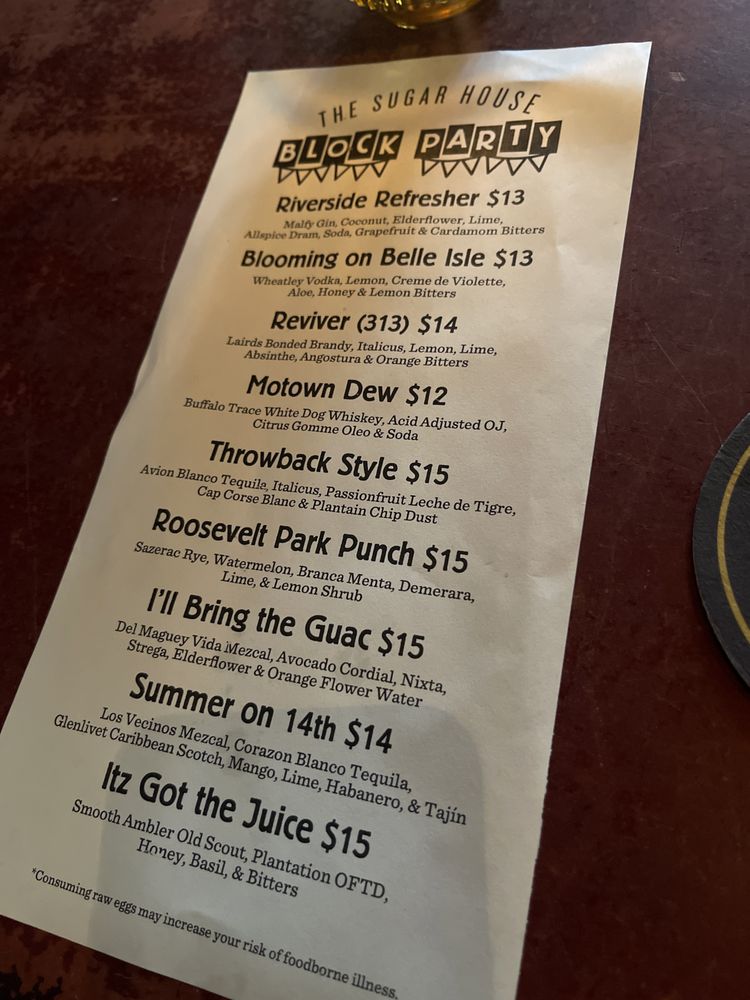 THE SUGAR HOUSE
BLOCK PARTY
Riverside Refresher $13
Malfy Gin, Coconut, Elderflower, Lime,
Allspice Dram, Soda, Grapefruit & Cardamom Bitters
Blooming on Belle Isle $13
Wheatley Vodka, Lemon, Creme de Violette,
Aloe, Honey & Lemon Bitters
Reviver (313) $14
Lairds Bonded Brandy, Italicus, Lemon, Lime,
Absinthe, Angostura & Orange Bitters
Motown Dew $12
Buffalo Trace White Dog Whiskey, Acid Adjusted OJ,
Citrus Gomme Oleo & Soda
Throwback Style $15
Avion Blanco Tequila, Italicus, Passionfruit Leche de Tigre,
Cap Corse Blanc & Plantain Chip Dust
Roosevelt Park Punch $15
Sazerac Rye, Watermelon, Branca Menta, Demerara,
Lime, & Lemon Shrub
I'll Bring the Guac $15
Del Maguey Vida Mezcal, Avocado Cordial, Nixta,
Strega, Elderflower & Orange Flower Water
Summer on 14th $14
Los Vecinos Mezcal, Corazon Blanco Tequila,
Glenlivet Caribbean Scotch, Mango, Lime, Habanero, & Tajín
Itz Got the Juice $15
Smooth Ambler Old Scout, Plantation OFTD,
Honey, Basil, & Bitters
*Consuming raw eggs may increase your risk of foodborne illness.